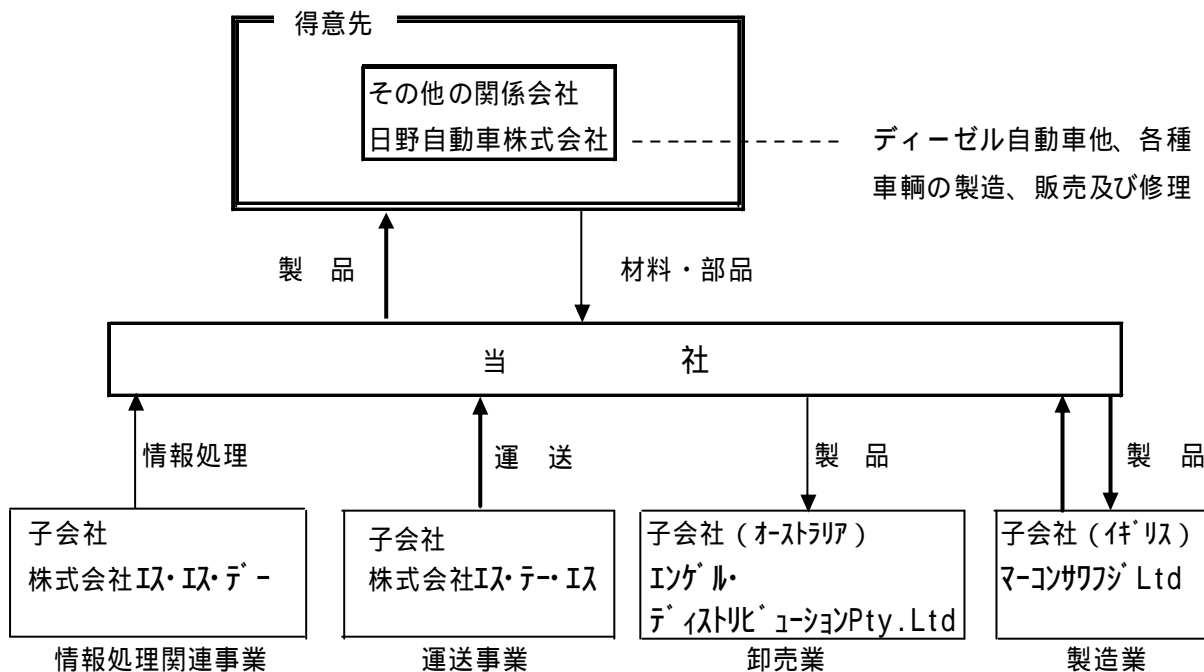 得意先
その他の関係会社
日野自動車株式会社
ディーゼル自動車他、各種
車輌の製造、販売及び修理
製 品
材料・部品
当 社
情報処理
運 送
製 品
製 品
子会社
株式会社ｴｽ･ｴｽ･ﾃﾞｰ
情報処理関連事業
子会社
株式会社ｴｽ･ﾃｰ･ｴｽ
運送事業
子会社（ｵｰｽﾄﾗﾘｱ）
ｴﾝｹﾞﾙ･
ﾃﾞｨｽﾄﾘﾋﾞｭｰｼｮﾝPty.Ltd
卸売業
子会社（ｲｷﾞﾘｽ）
ﾏｰｺﾝｻﾜﾌｼﾞLtd
製造業